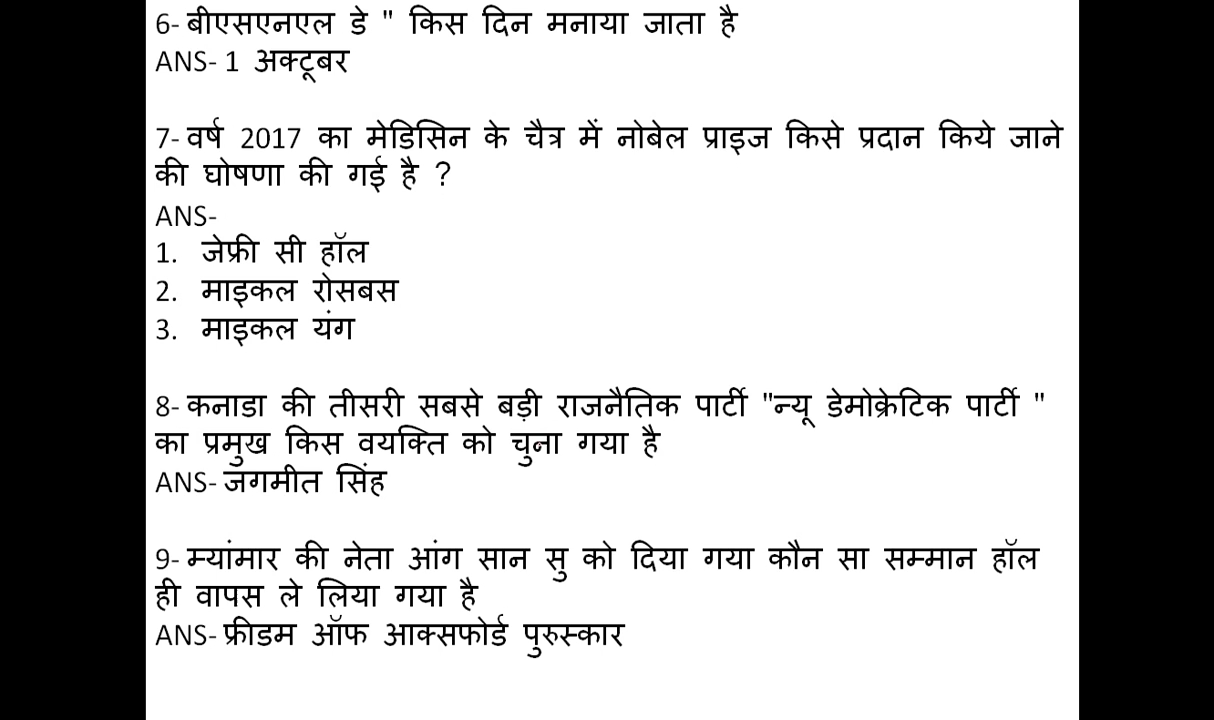 6- बीएसएनएल डे " किस दिन मनाया जाता है
ANS- 1 अक्टूबर
7- वर्ष 2017 का मेडिसिन के चैत्र में नोबेल प्राइज किसे प्रदान किये जाने
की घोषणा की गई है ?
ANS-
1. जेफ्री सी हॉल
2. माइकल रोसबस
3. माइकल यंग
8- कनाडा की तीसरी सबसे बड़ी राजनैतिक पार्टी "न्यू डेमोक्रेटिक पार्टी "
का प्रमुख किस वयक्ति को चुना गया है
ANS- जगमीत सिंह
9- म्यांमार की नेता आंग सान सु को दिया गया कौन सा सम्मान हॉल
ही वापस ले लिया गया है
ANS- फ्रीडम ऑफ आक्सफोर्ड पुरुस्कार